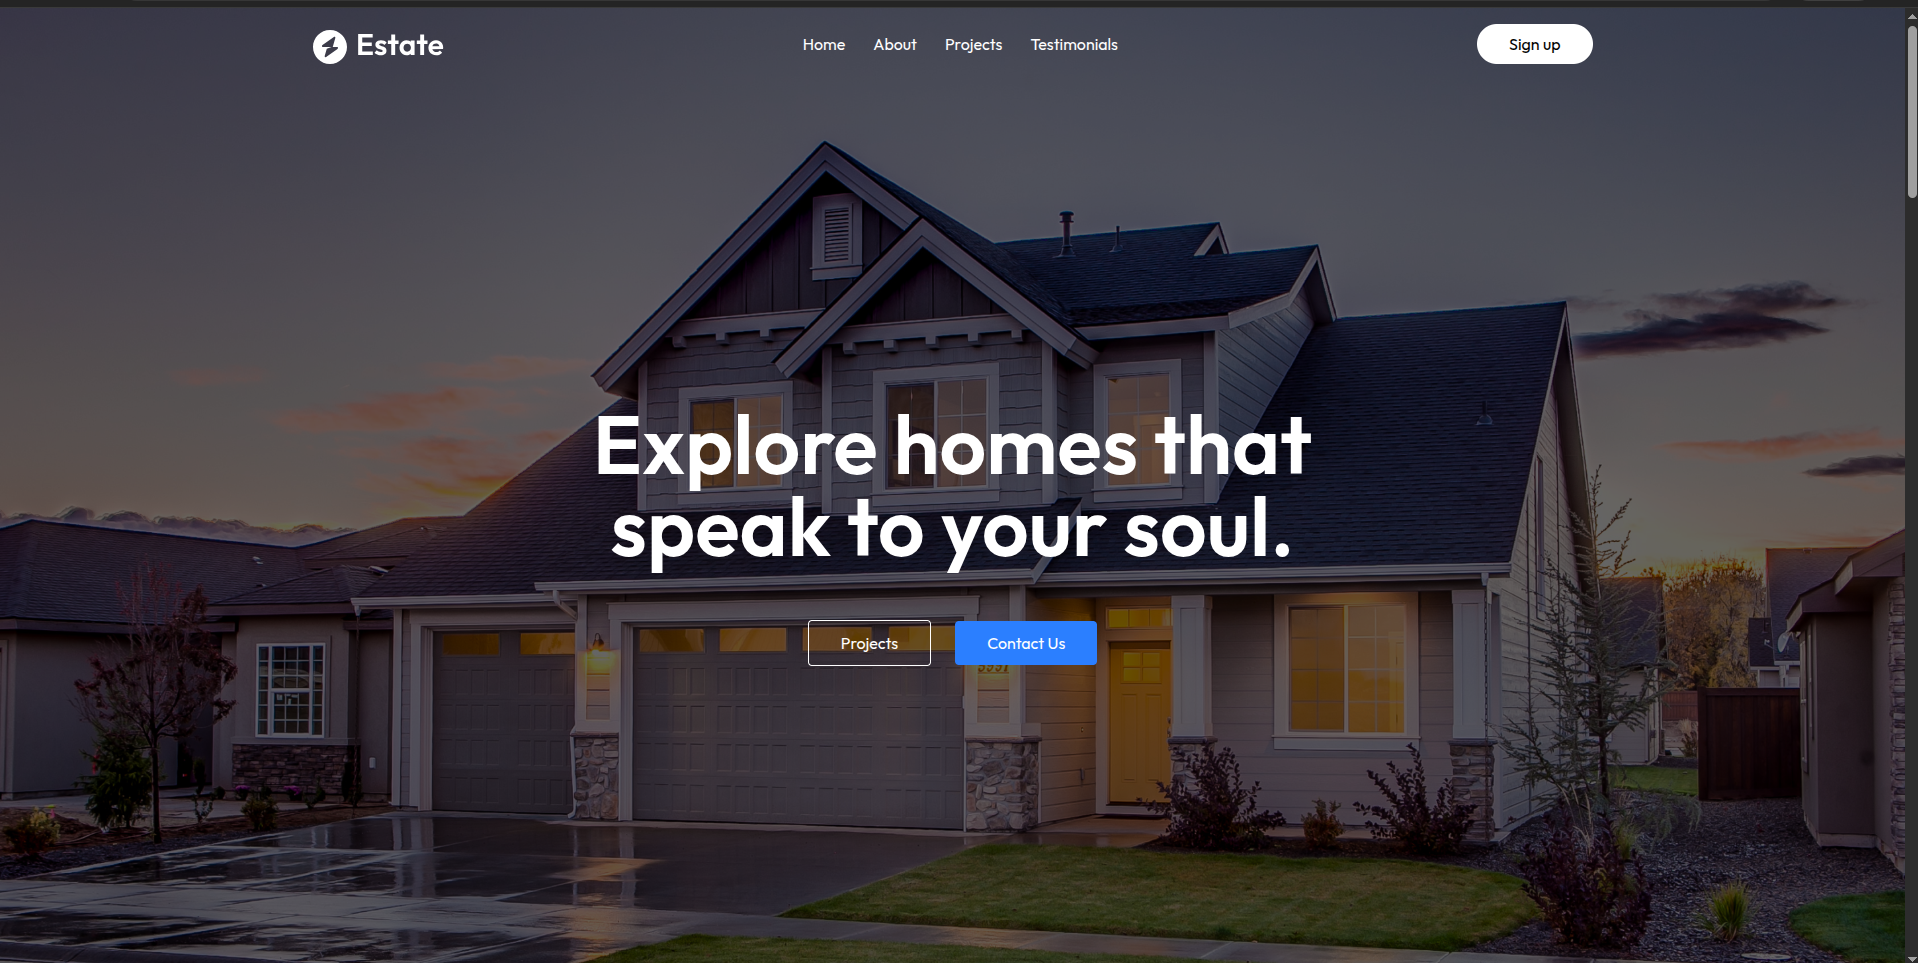 Estate
Home About Projects Testimonials
Sign up
Explore homes that
speak to your soul.
Projects
Contact Us